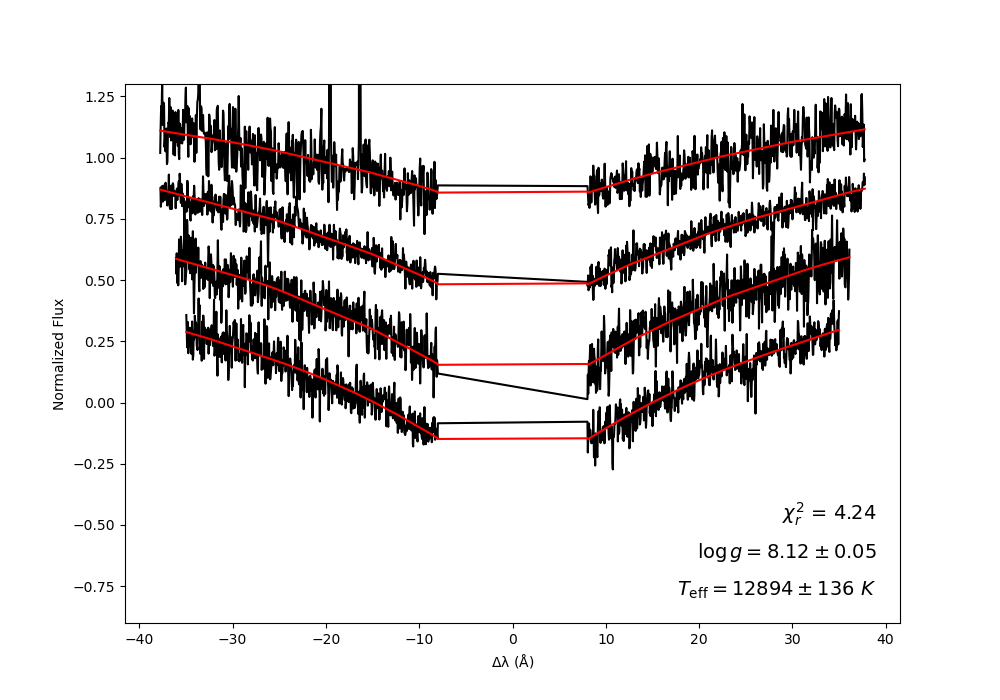 1.25
1.00
0.75
0.50
0.25
0.00
−0.25
−0.50
−0.75
Normalized Flux
χ²ᵣ = 4.24
log g = 8.12 ± 0.05
T_eff = 12894 ± 136 K
−40 −30 −20 −10 0 10 20 30 40
Δλ (Å)